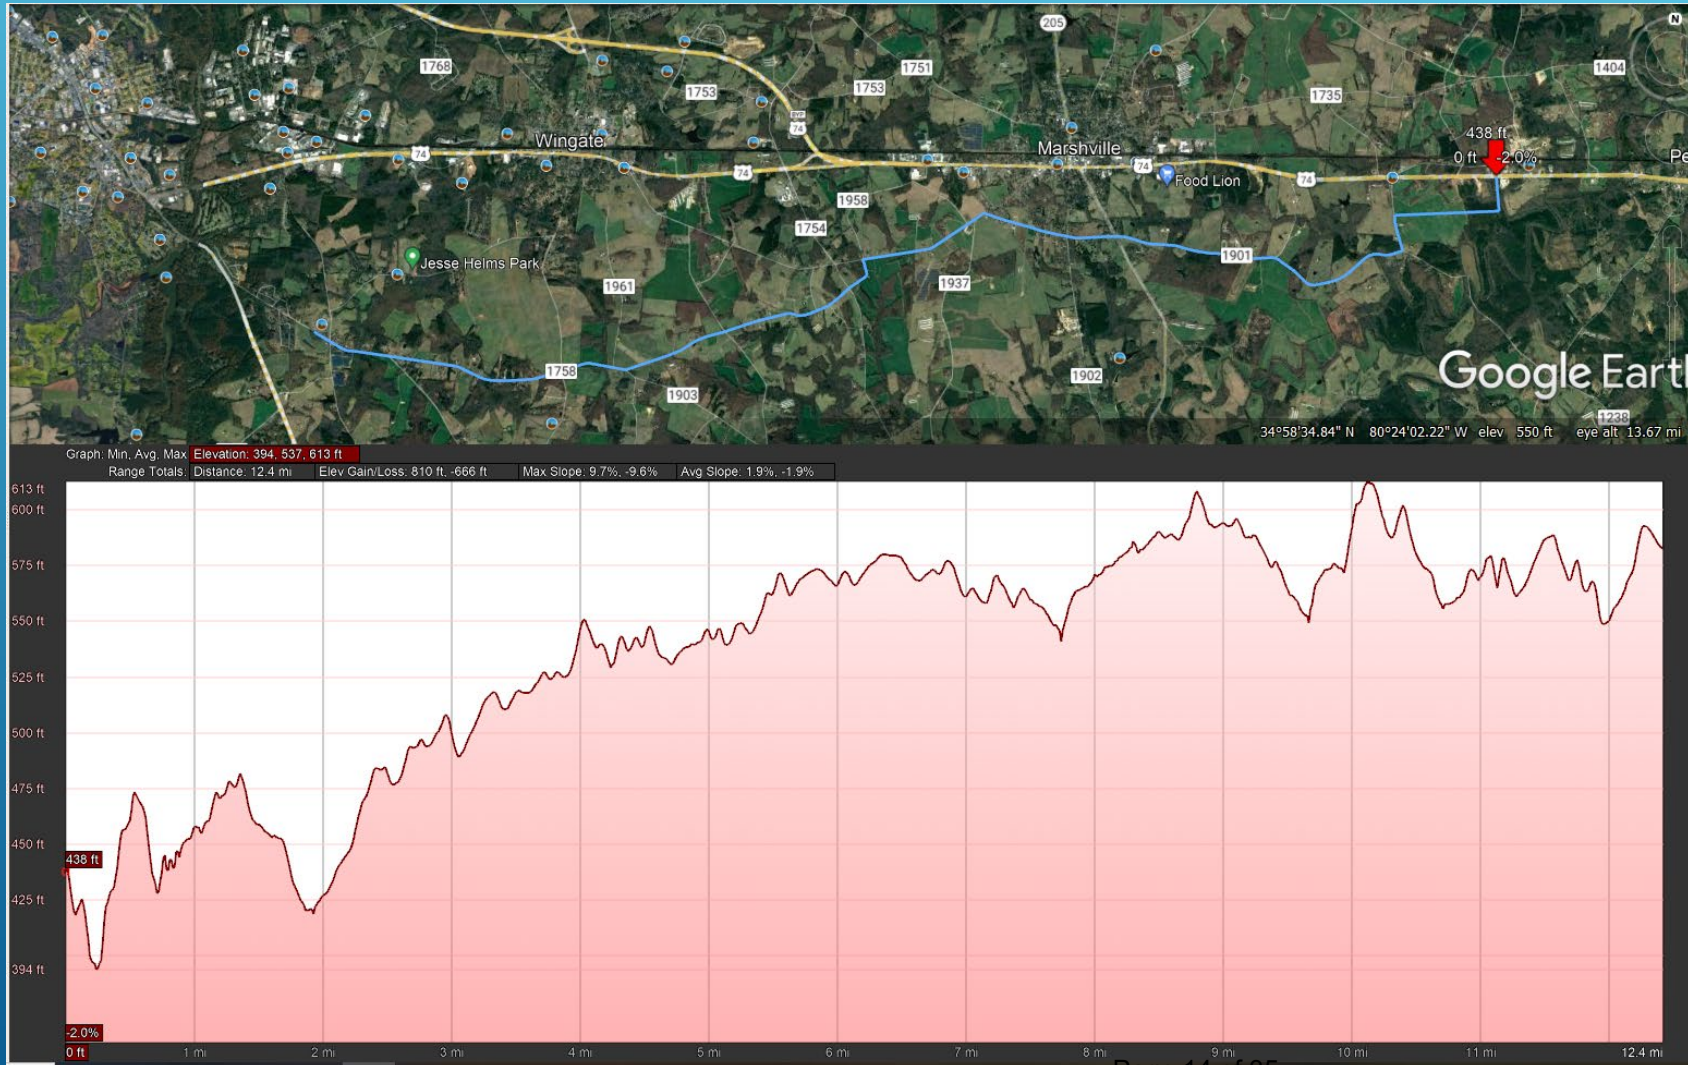 205
N
1768
1751
1404
1753
1753
1735
BYP
74
438 ft
0 ft -2.0%
Wingate
Marshville
74
74
74
74
Food Lion
1958
1754
Jesse Helms Park
1901
1961
1937
1758
1902
1903
Google Earth
1238
34°58'34.84" N 80°24'02.22" W elev 550 ft eye alt 13.67 mi
Graph: Min, Avg, Max Elevation: 394, 537, 613 ft
Range Totals: Distance: 12.4 mi Elev Gain/Loss: 810 ft, -666 ft Max Slope: 9.7%, -9.6% Avg Slope: 1.9%, -1.9%
613 ft
600 ft
575 ft
550 ft
525 ft
500 ft
475 ft
450 ft
438 ft
425 ft
394 ft
-2.0%
0 ft 1 mi 2 mi 3 mi 4 mi 5 mi 6 mi 7 mi 8 mi 9 mi 10 mi 11 mi 12.4 mi